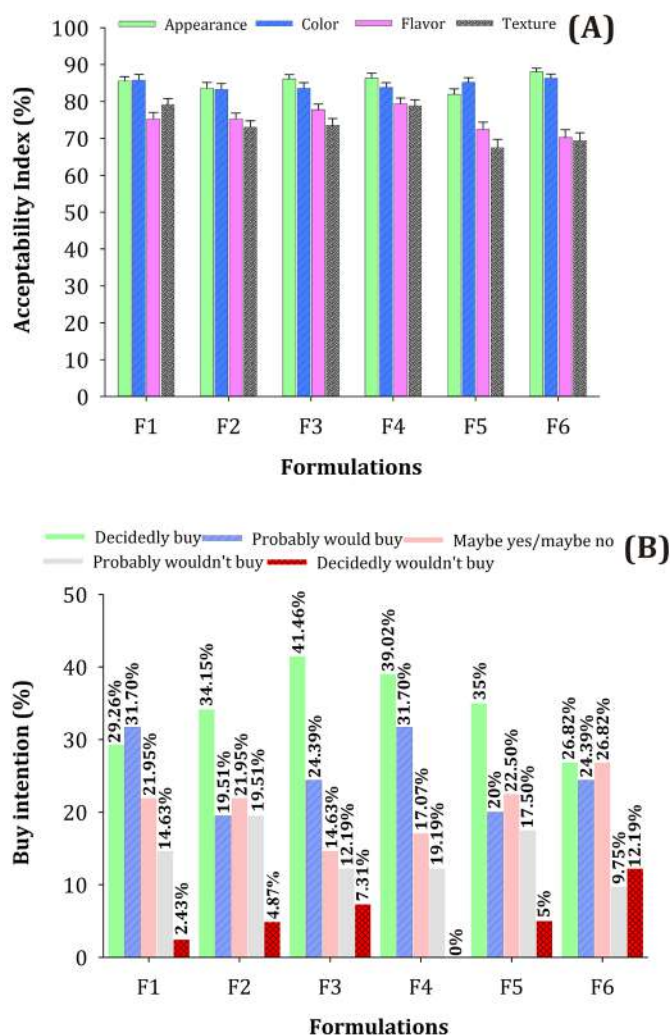 Appearance Color Flavor Texture (A)
100
90
80
70
60
50
40
30
20
10
0
Acceptability Index (%)
F1 F2 F3 F4 F5 F6
Formulations
Decidedly buy Probably would buy Maybe yes/maybe no (B)
Probably wouldn't buy Decidedly wouldn't buy
50
40
30
20
10
0
Buy intention (%)
29.26% 31.70% 21.95% 14.63% 2.43%
34.15% 19.51% 21.95% 19.51% 4.87%
41.46% 24.39% 14.63% 12.19% 7.31%
39.02% 31.70% 17.07% 19.19% 0%
35% 20% 22.50% 17.50% 5%
26.82% 24.39% 26.82% 9.75% 12.19%
F1 F2 F3 F4 F5 F6
Formulations